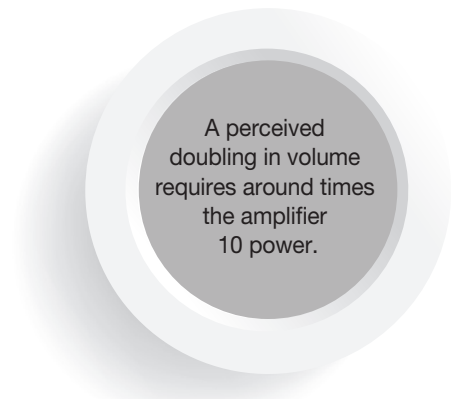 A perceived
doubling in volume
requires around times
the amplifier
10 power.